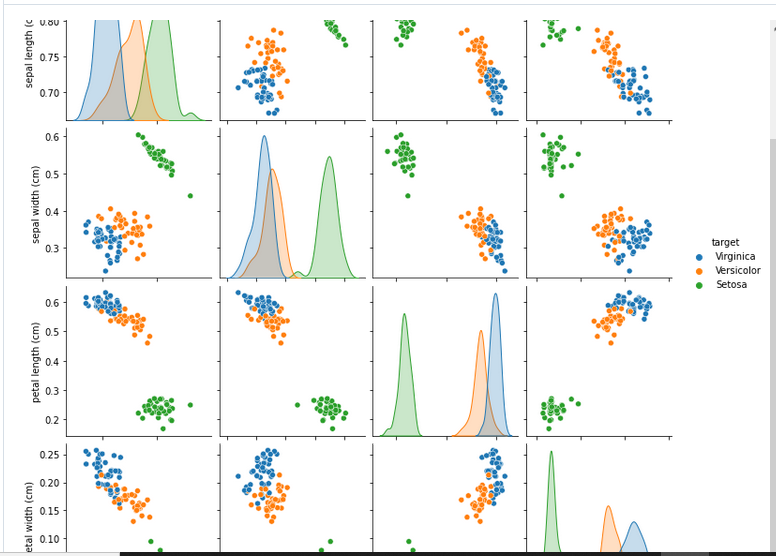 0.80
0.75
0.70
sepal length (c
0.6
0.5
0.4
0.3
sepal width (cm)
target
Virginica
Versicolor
Setosa
0.6
0.5
0.4
0.3
0.2
petal length (cm)
0.25
0.20
0.15
0.10
etal width (cm)